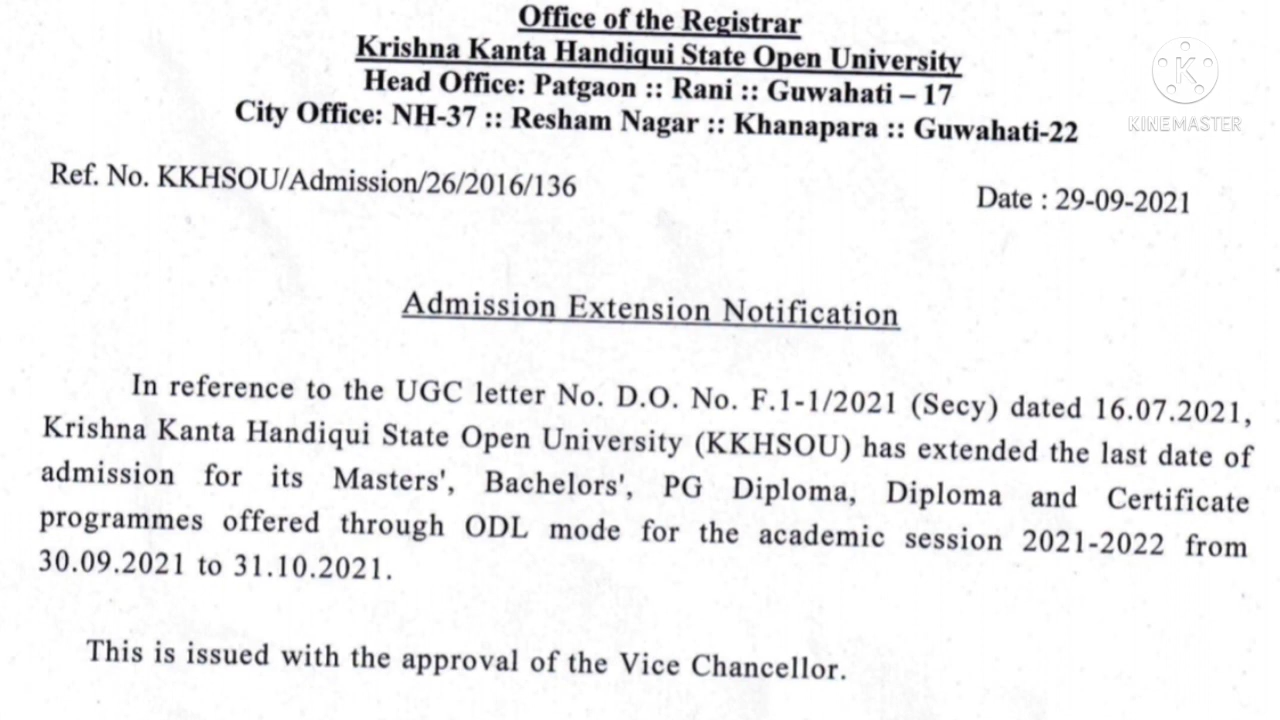 Office of the Registrar
Krishna Kanta Handiqui State Open University
Head Office: Patgaon :: Rani :: Guwahati – 17
City Office: NH-37 :: Resham Nagar :: Khanapara :: Guwahati-22
K
KINEMASTER
Ref. No. KKHSOU/Admission/26/2016/136
Date : 29-09-2021
Admission Extension Notification
In reference to the UGC letter No. D.O. No. F.1-1/2021 (Secy) dated 16.07.2021,
Krishna Kanta Handiqui State Open University (KKHSOU) has extended the last date of
admission for its Masters', Bachelors', PG Diploma, Diploma and Certificate
programmes offered through ODL mode for the academic session 2021-2022 from
30.09.2021 to 31.10.2021.
This is issued with the approval of the Vice Chancellor.